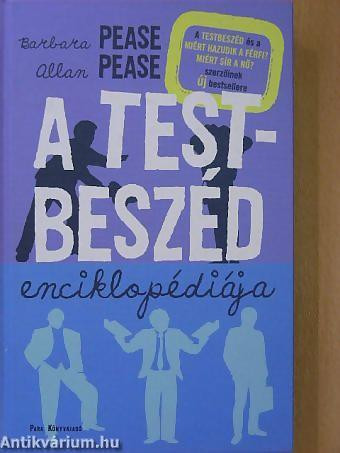 Barbara PEASE
Allan PEASE
A TESTBESZÉD és a
MIÉRT HAZUDIK A FÉRFI?
MIÉRT SÍR A NŐ?
szerzőinek
ÚJ bestsellere
A TEST-
BESZÉD
enciklopédiája
PARK KÖNYVKIADÓ
Antikvárium.hu